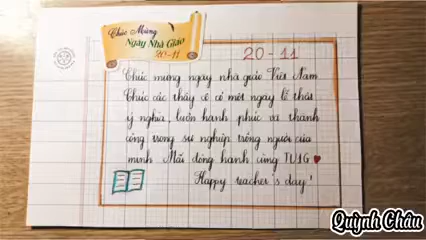 Chúc Mừng
Ngày Nhà Giáo
20-11
20-11
Chúc mừng ngày nhà giáo Việt Nam
Chúc các thầy cô có một ngày lễ thật
ý nghĩa, luôn hạnh phúc và thành
công trong sự nghiệp trồng người của
mình Mãi đồng hành cùng TUIG
Happy teacher's day!
Quỳnh Châu